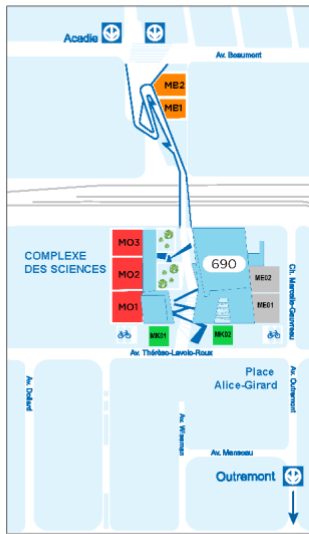 Acadie
Av. Beaumont
MB2
MB1
MO3
MO2
MO1
COMPLEXE
DES SCIENCES
690
ME02
ME01
MK01
MK02
Ch. Marcelle-Gauvreau
Av. Thérèse-Lavoie-Roux
Place
Alice-Girard
Av. Dollard
Av. Wiseman
Av. Outremont
Av. Manseau
Outremont